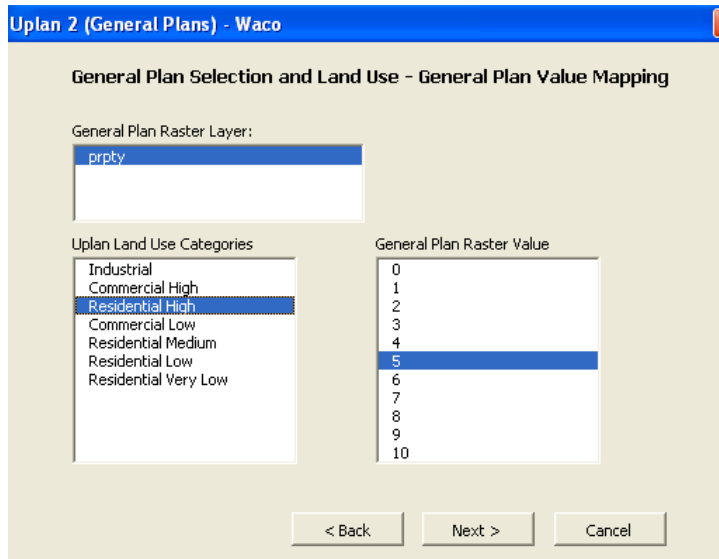 Uplan 2 (General Plans) - Waco
General Plan Selection and Land Use - General Plan Value Mapping
General Plan Raster Layer:
prpty
Uplan Land Use Categories
Industrial
Commercial High
Residential High
Commercial Low
Residential Medium
Residential Low
Residential Very Low
General Plan Raster Value
0
1
2
3
4
5
6
7
8
9
10
< Back
Next >
Cancel